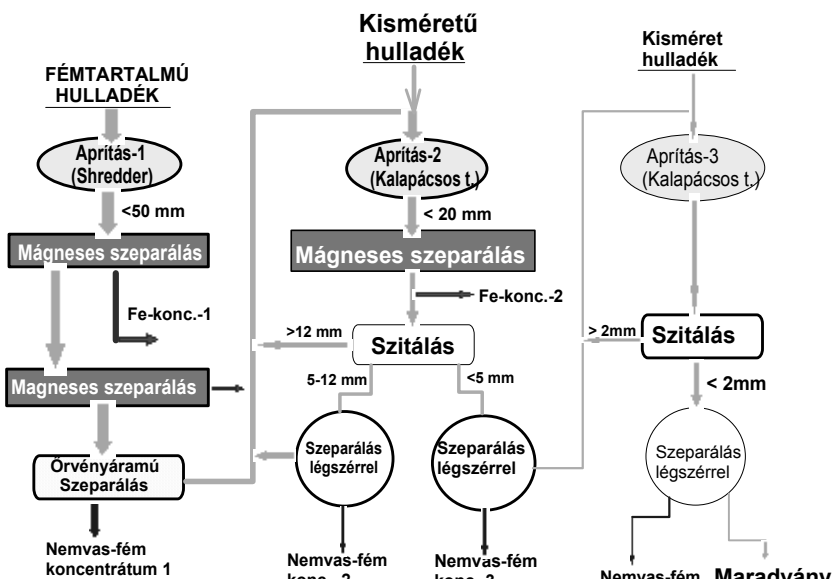 FÉMTARTALMÚ
HULLADÉK
Aprítás-1
(Shredder)
<50 mm
Mágneses szeparálás
Fe-konc.-1
Magneses szeparálás
Örvényáramú
Szeparálás
Nemvas-fém
koncentrátum 1
Kisméretű
hulladék
Aprítás-2
(Kalapácsos t.)
< 20 mm
Mágneses szeparálás
Fe-konc.-2
>12 mm
Szitálás
5-12 mm
<5 mm
Szeparálás
légszérrel
Szeparálás
légszérrel
Nemvas-fém
Nemvas-fém
Kisméret
hulladék
Aprítás-3
(Kalapácsos t.)
> 2mm
Szitálás
< 2mm
Szeparálás
légszérrel
Nemvas-fém
Maradvány